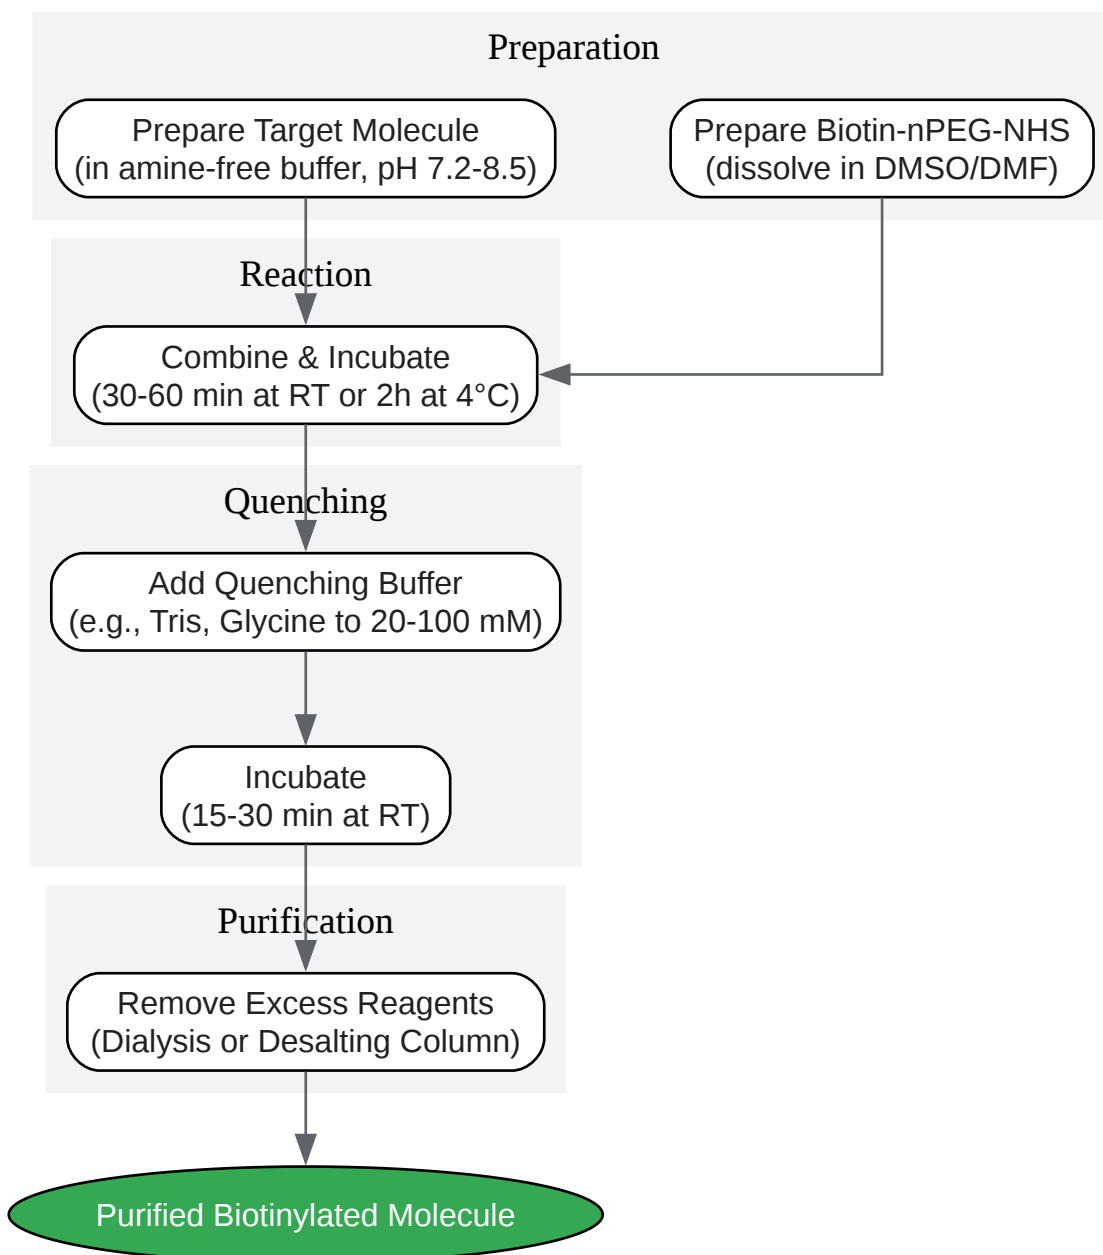 Preparation
Prepare Target Molecule
(in amine-free buffer, pH 7.2-8.5)
Prepare Biotin-nPEG-NHS
(dissolve in DMSO/DMF)
Reaction
Combine & Incubate
(30-60 min at RT or 2h at 4°C)
Quenching
Add Quenching Buffer
(e.g., Tris, Glycine to 20-100 mM)
Incubate
(15-30 min at RT)
Purification
Remove Excess Reagents
(Dialysis or Desalting Column)
Purified Biotinylated Molecule